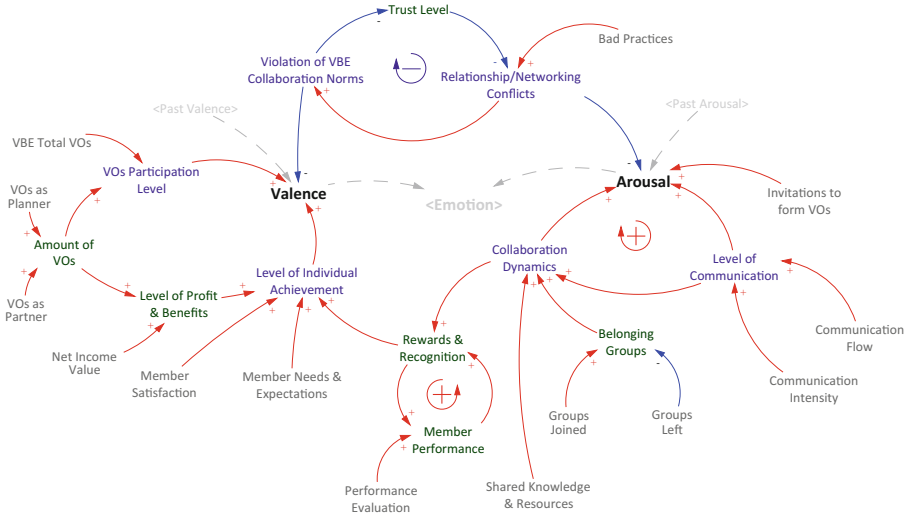 Trust Level
Bad Practices
Violation of VBE
Collaboration Norms
Relationship/Networking
Conflicts
<Past Valence>
<Past Arousal>
VBE Total VOs
VOs Participation
Level
Valence
<Emotion>
Arousal
Invitations to
form VOs
VOs as
Planner
Amount of
VOs
VOs as
Partner
Level of Profit
& Benefits
Level of Individual
Achievement
Collaboration
Dynamics
Level of
Communication
Net Income
Value
Member
Satisfaction
Member Needs &
Expectations
Rewards &
Recognition
Belonging
Groups
Communication
Flow
Communication
Intensity
Groups
Joined
Groups
Left
Member
Performance
Performance
Evaluation
Shared Knowledge
& Resources